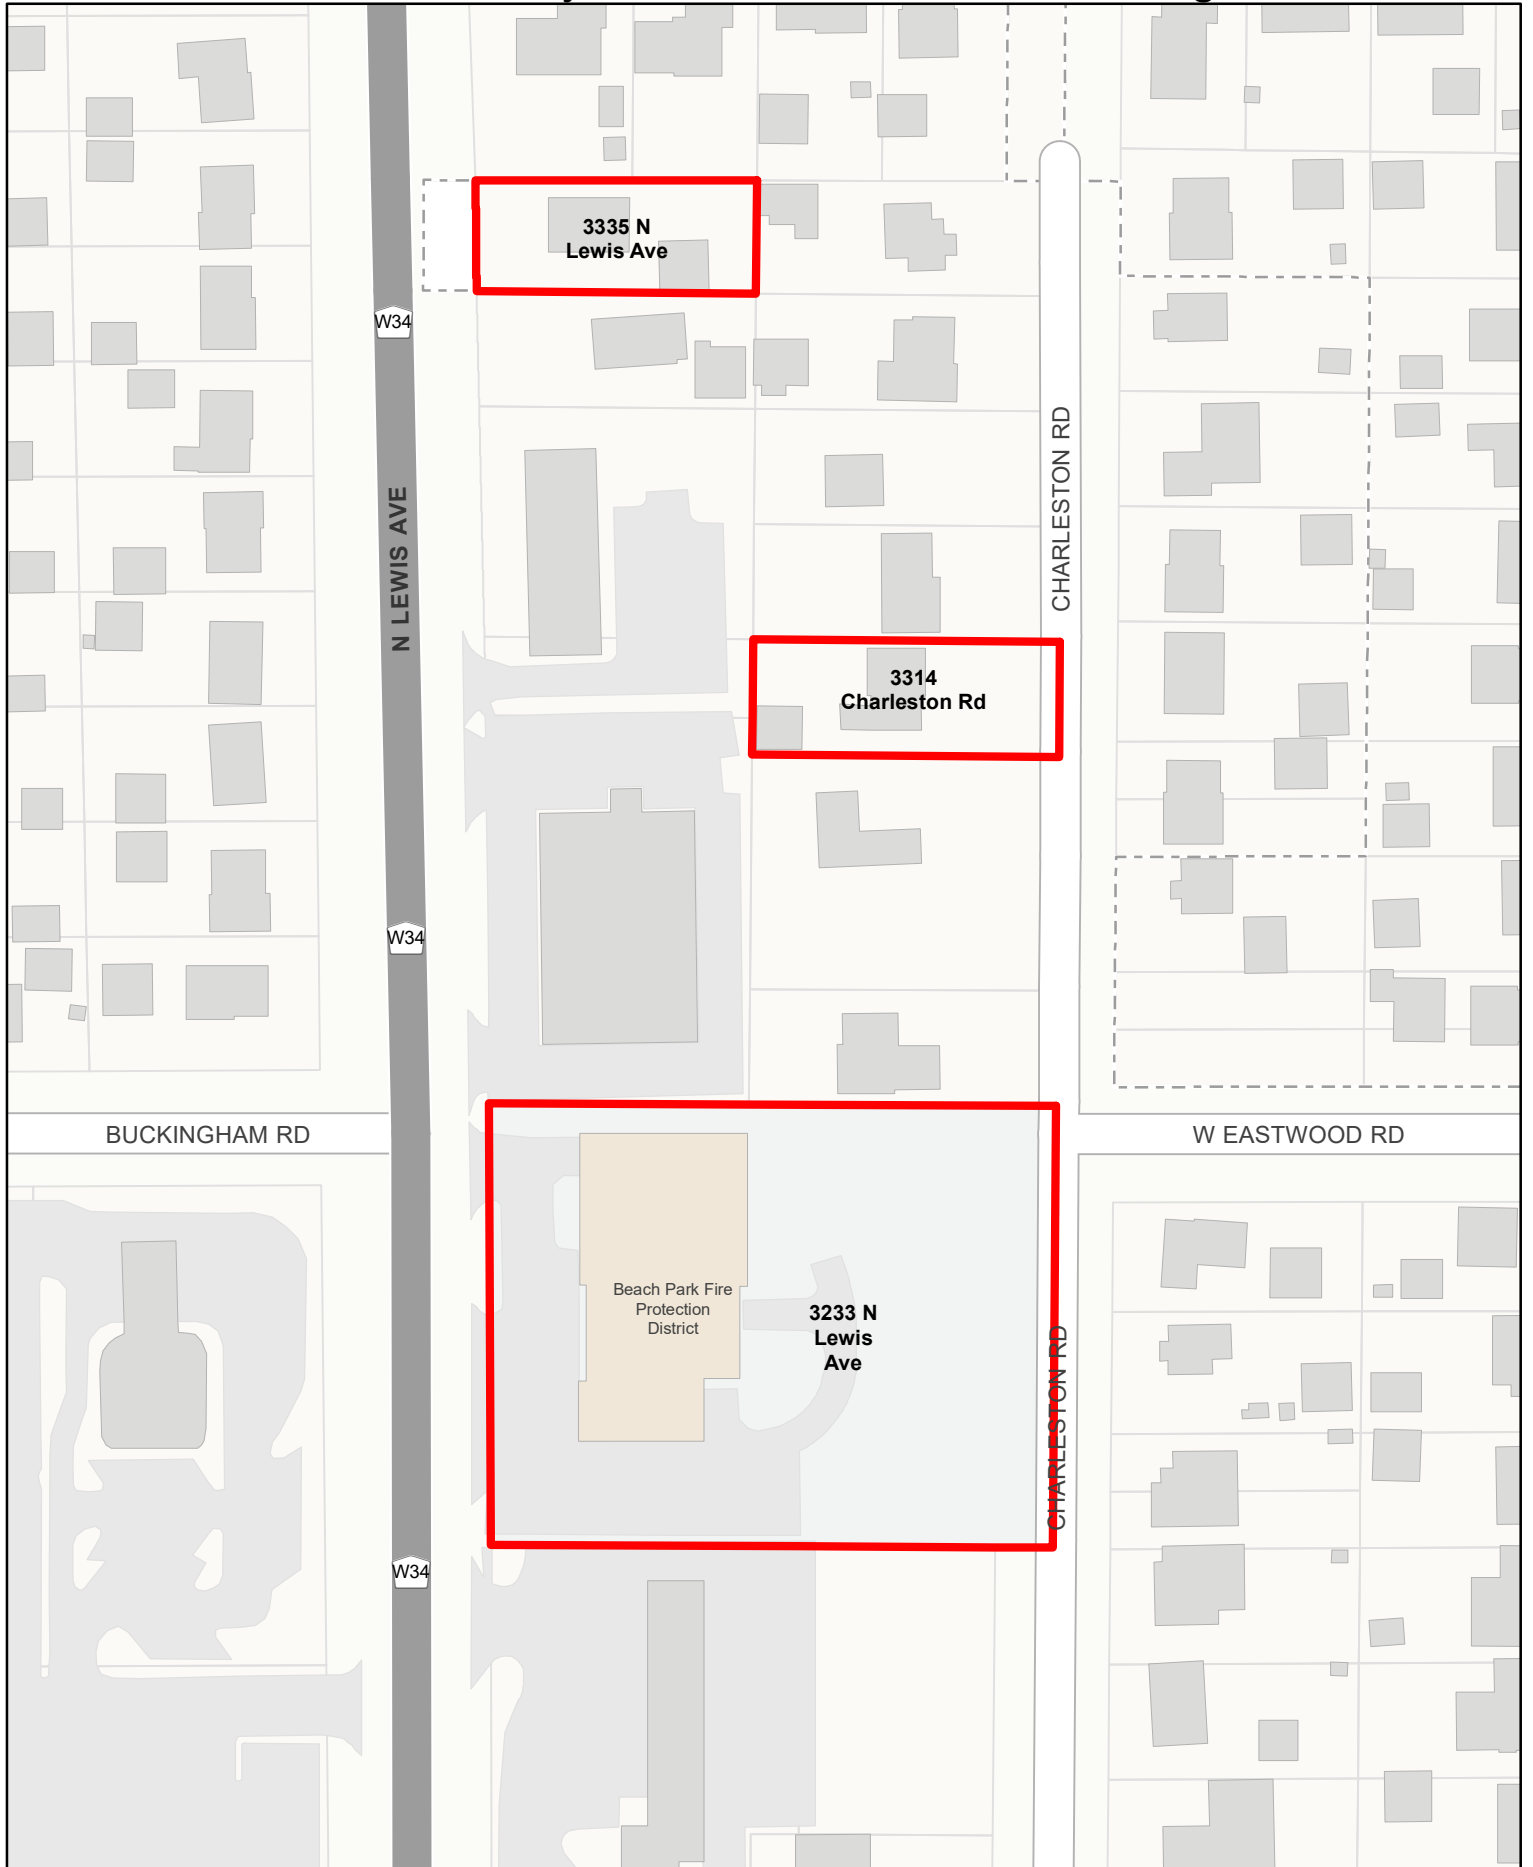 3335 N
Lewis Ave
W34
CHARLESTON RD
N LEWIS AVE
3314
Charleston Rd
W34
BUCKINGHAM RD
W EASTWOOD RD
Beach Park Fire
Protection
District
3233 N
Lewis
Ave
CHARLESTON RD
W34